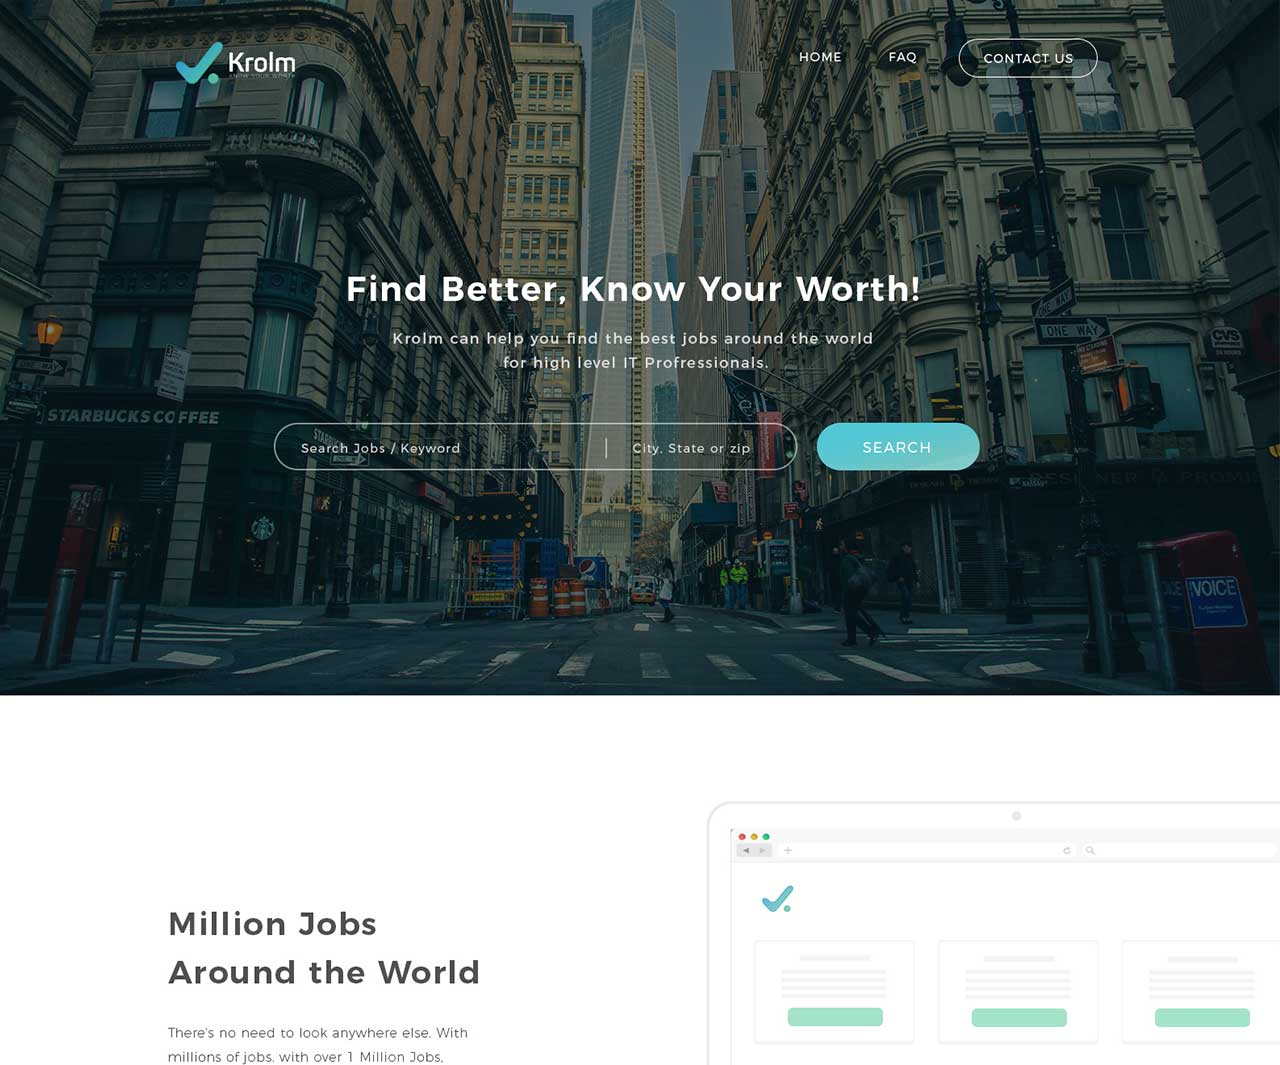 Krolm
KNOW YOUR WORTH
HOME
FAQ
CONTACT US
Find Better, Know Your Worth!
Krolm can help you find the best jobs around the world
for high level IT Profressionals.
Search Jobs / Keyword
City, State or zip
SEARCH
STARBUCKS COFFEE
STARBUCKS
ONE WAY
ONE WAY
CVS
VOICE
Million Jobs
Around the World
There's no need to look anywhere else. With
millions of jobs. with over 1 Million Jobs,